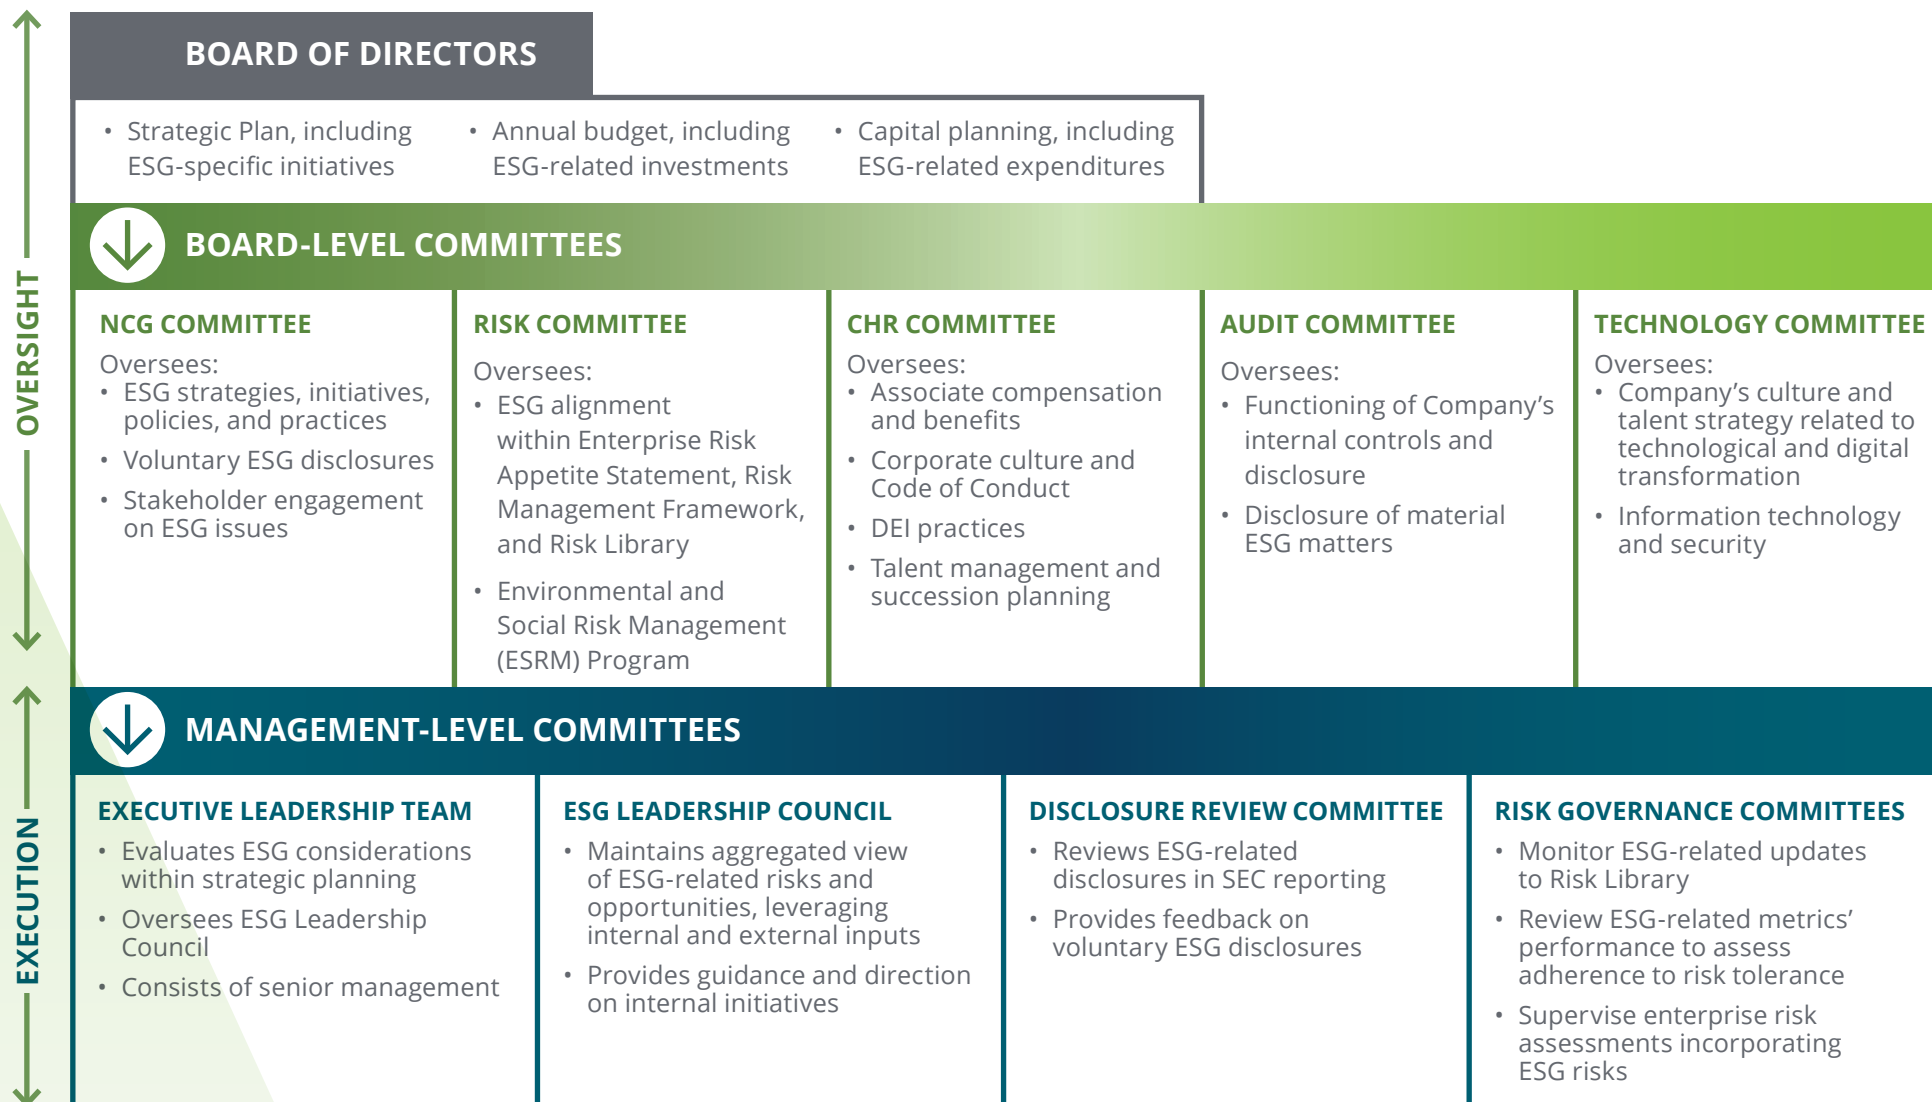 BOARD OF DIRECTORS
• Strategic Plan, including
ESG-specific initiatives
• Annual budget, including
ESG-related investments
• Capital planning, including
ESG-related expenditures
OVERSIGHT
BOARD-LEVEL COMMITTEES
NCG COMMITTEE
Oversees:
• ESG strategies, initiatives,
policies, and practices
• Voluntary ESG disclosures
• Stakeholder engagement
on ESG issues
RISK COMMITTEE
Oversees:
• ESG alignment
within Enterprise Risk
Appetite Statement, Risk
Management Framework,
and Risk Library
• Environmental and
Social Risk Management
(ESRM) Program
CHR COMMITTEE
Oversees:
• Associate compensation
and benefits
• Corporate culture and
Code of Conduct
• DEI practices
• Talent management and
succession planning
AUDIT COMMITTEE
Oversees:
• Functioning of Company’s
internal controls and
disclosure
• Disclosure of material
ESG matters
TECHNOLOGY COMMITTEE
Oversees:
• Company’s culture and
talent strategy related to
technological and digital
transformation
• Information technology
and security
EXECUTION
MANAGEMENT-LEVEL COMMITTEES
EXECUTIVE LEADERSHIP TEAM
• Evaluates ESG considerations
within strategic planning
• Oversees ESG Leadership
Council
• Consists of senior management
ESG LEADERSHIP COUNCIL
• Maintains aggregated view
of ESG-related risks and
opportunities, leveraging
internal and external inputs
• Provides guidance and direction
on internal initiatives
DISCLOSURE REVIEW COMMITTEE
• Reviews ESG-related
disclosures in SEC reporting
• Provides feedback on
voluntary ESG disclosures
RISK GOVERNANCE COMMITTEES
• Monitor ESG-related updates
to Risk Library
• Review ESG-related metrics’
performance to assess
adherence to risk tolerance
• Supervise enterprise risk
assessments incorporating
ESG risks